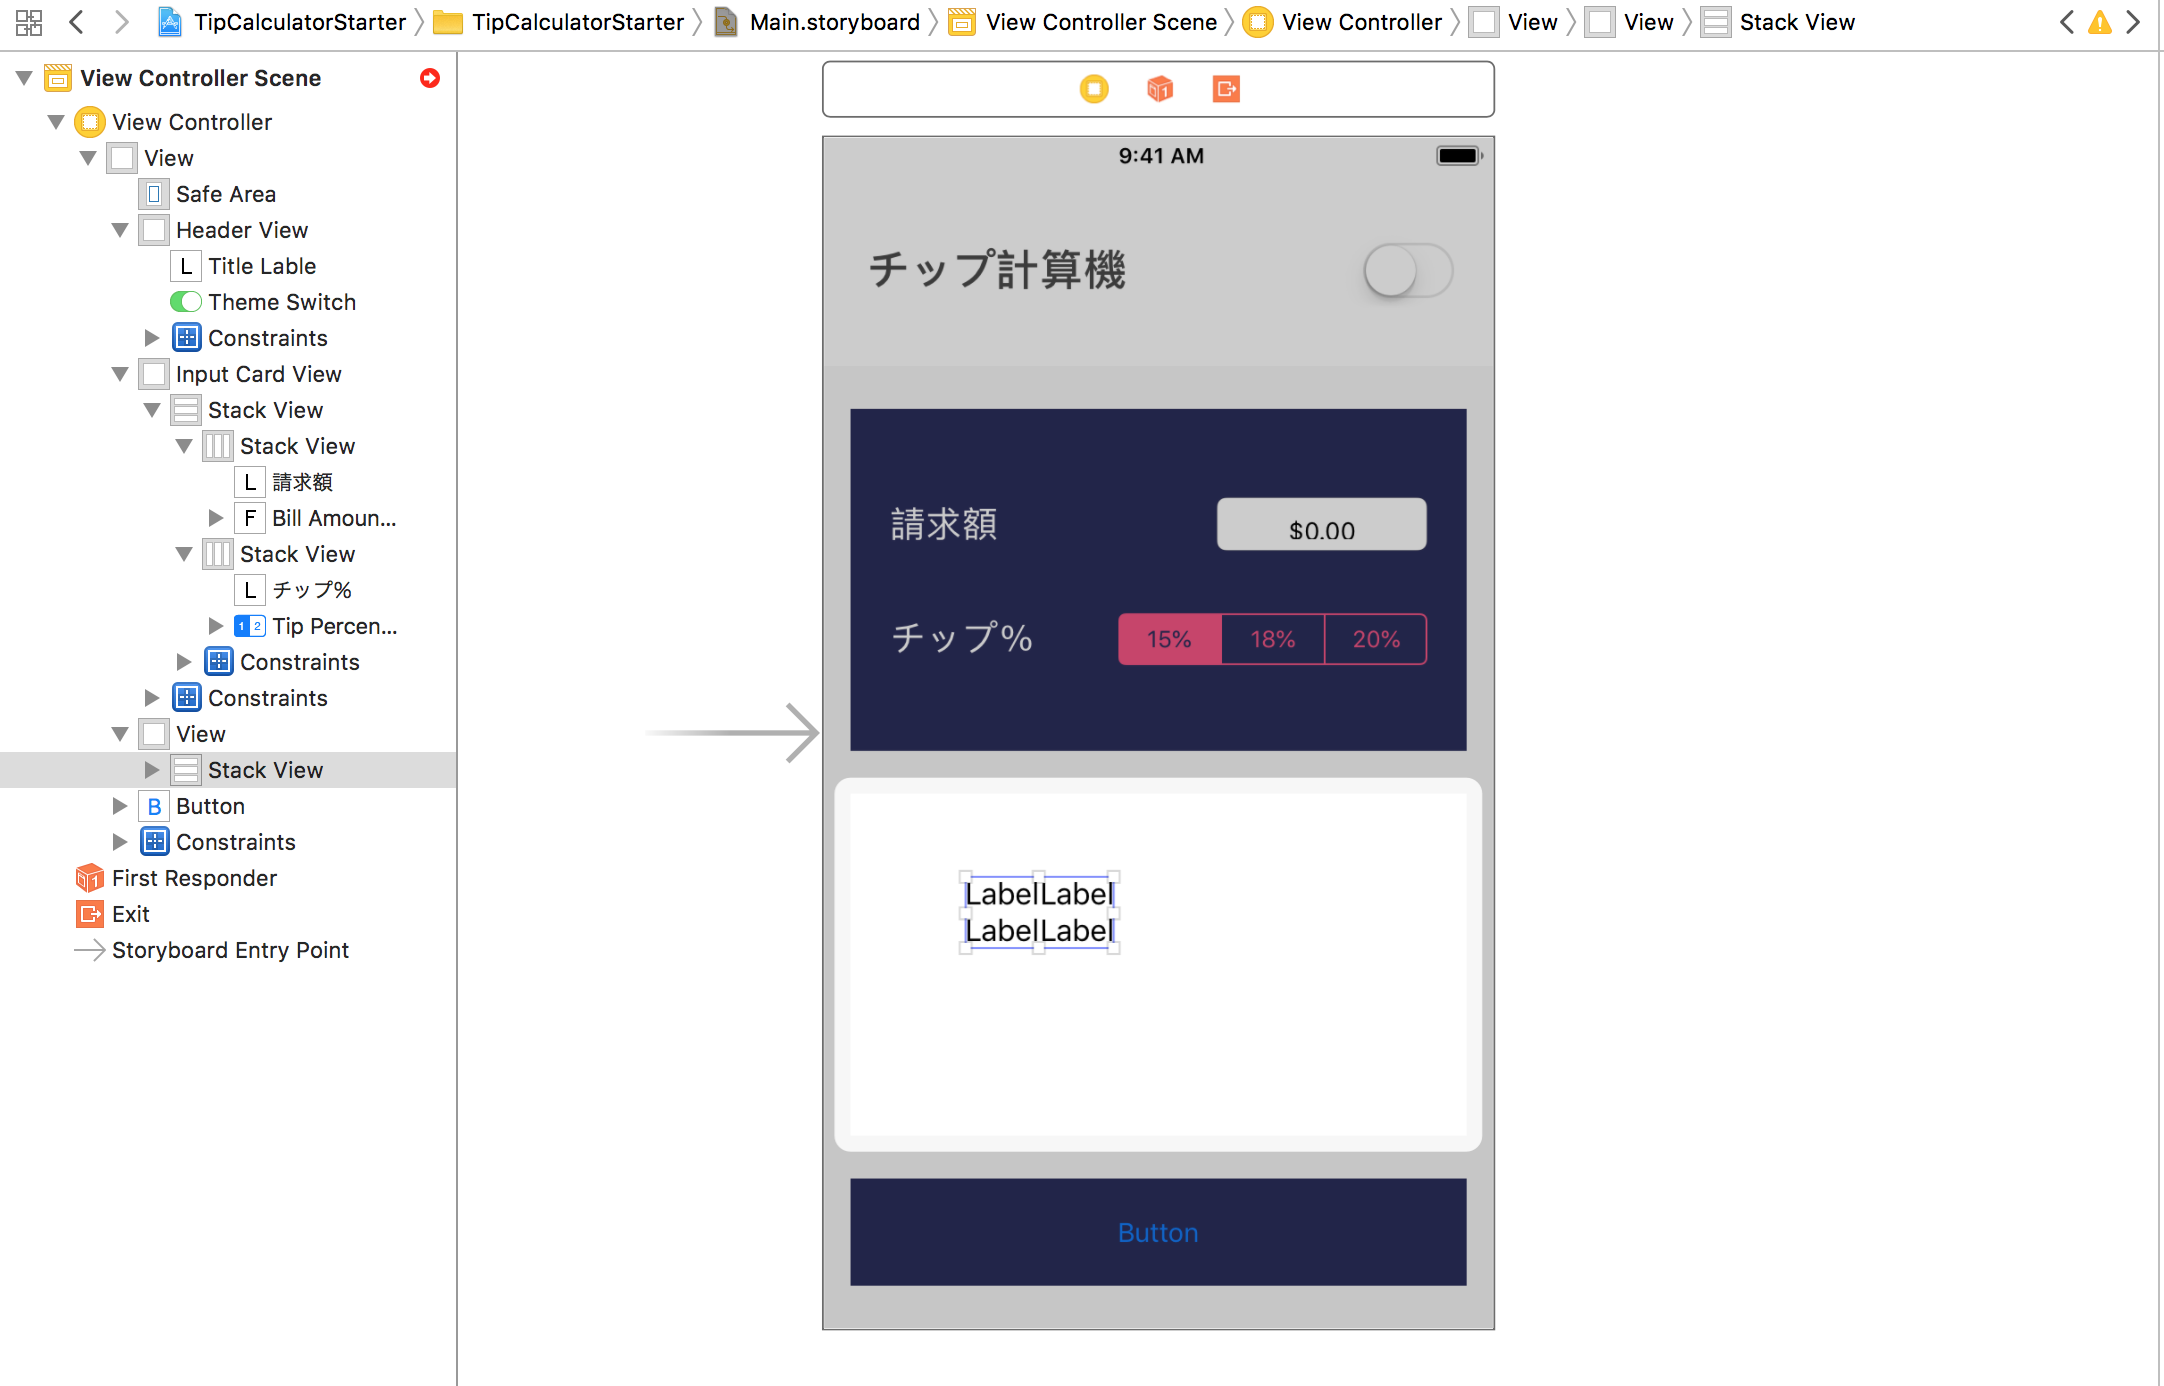 TipCalculatorStarter TipCalculatorStarter Main.storyboard View Controller Scene View Controller View View Stack View
View Controller Scene
View Controller
View
Safe Area
Header View
L Title Lable
Theme Switch
Constraints
Input Card View
Stack View
Stack View
L 請求額
F Bill Amoun...
Stack View
L チップ%
1 2 Tip Percen...
Constraints
Constraints
View
Stack View
B Button
Constraints
1 First Responder
Exit
Storyboard Entry Point
1
9:41 AM
チップ計算機
請求額 $0.00
チップ% 15% 18% 20%
LabelLabel
LabelLabel
Button